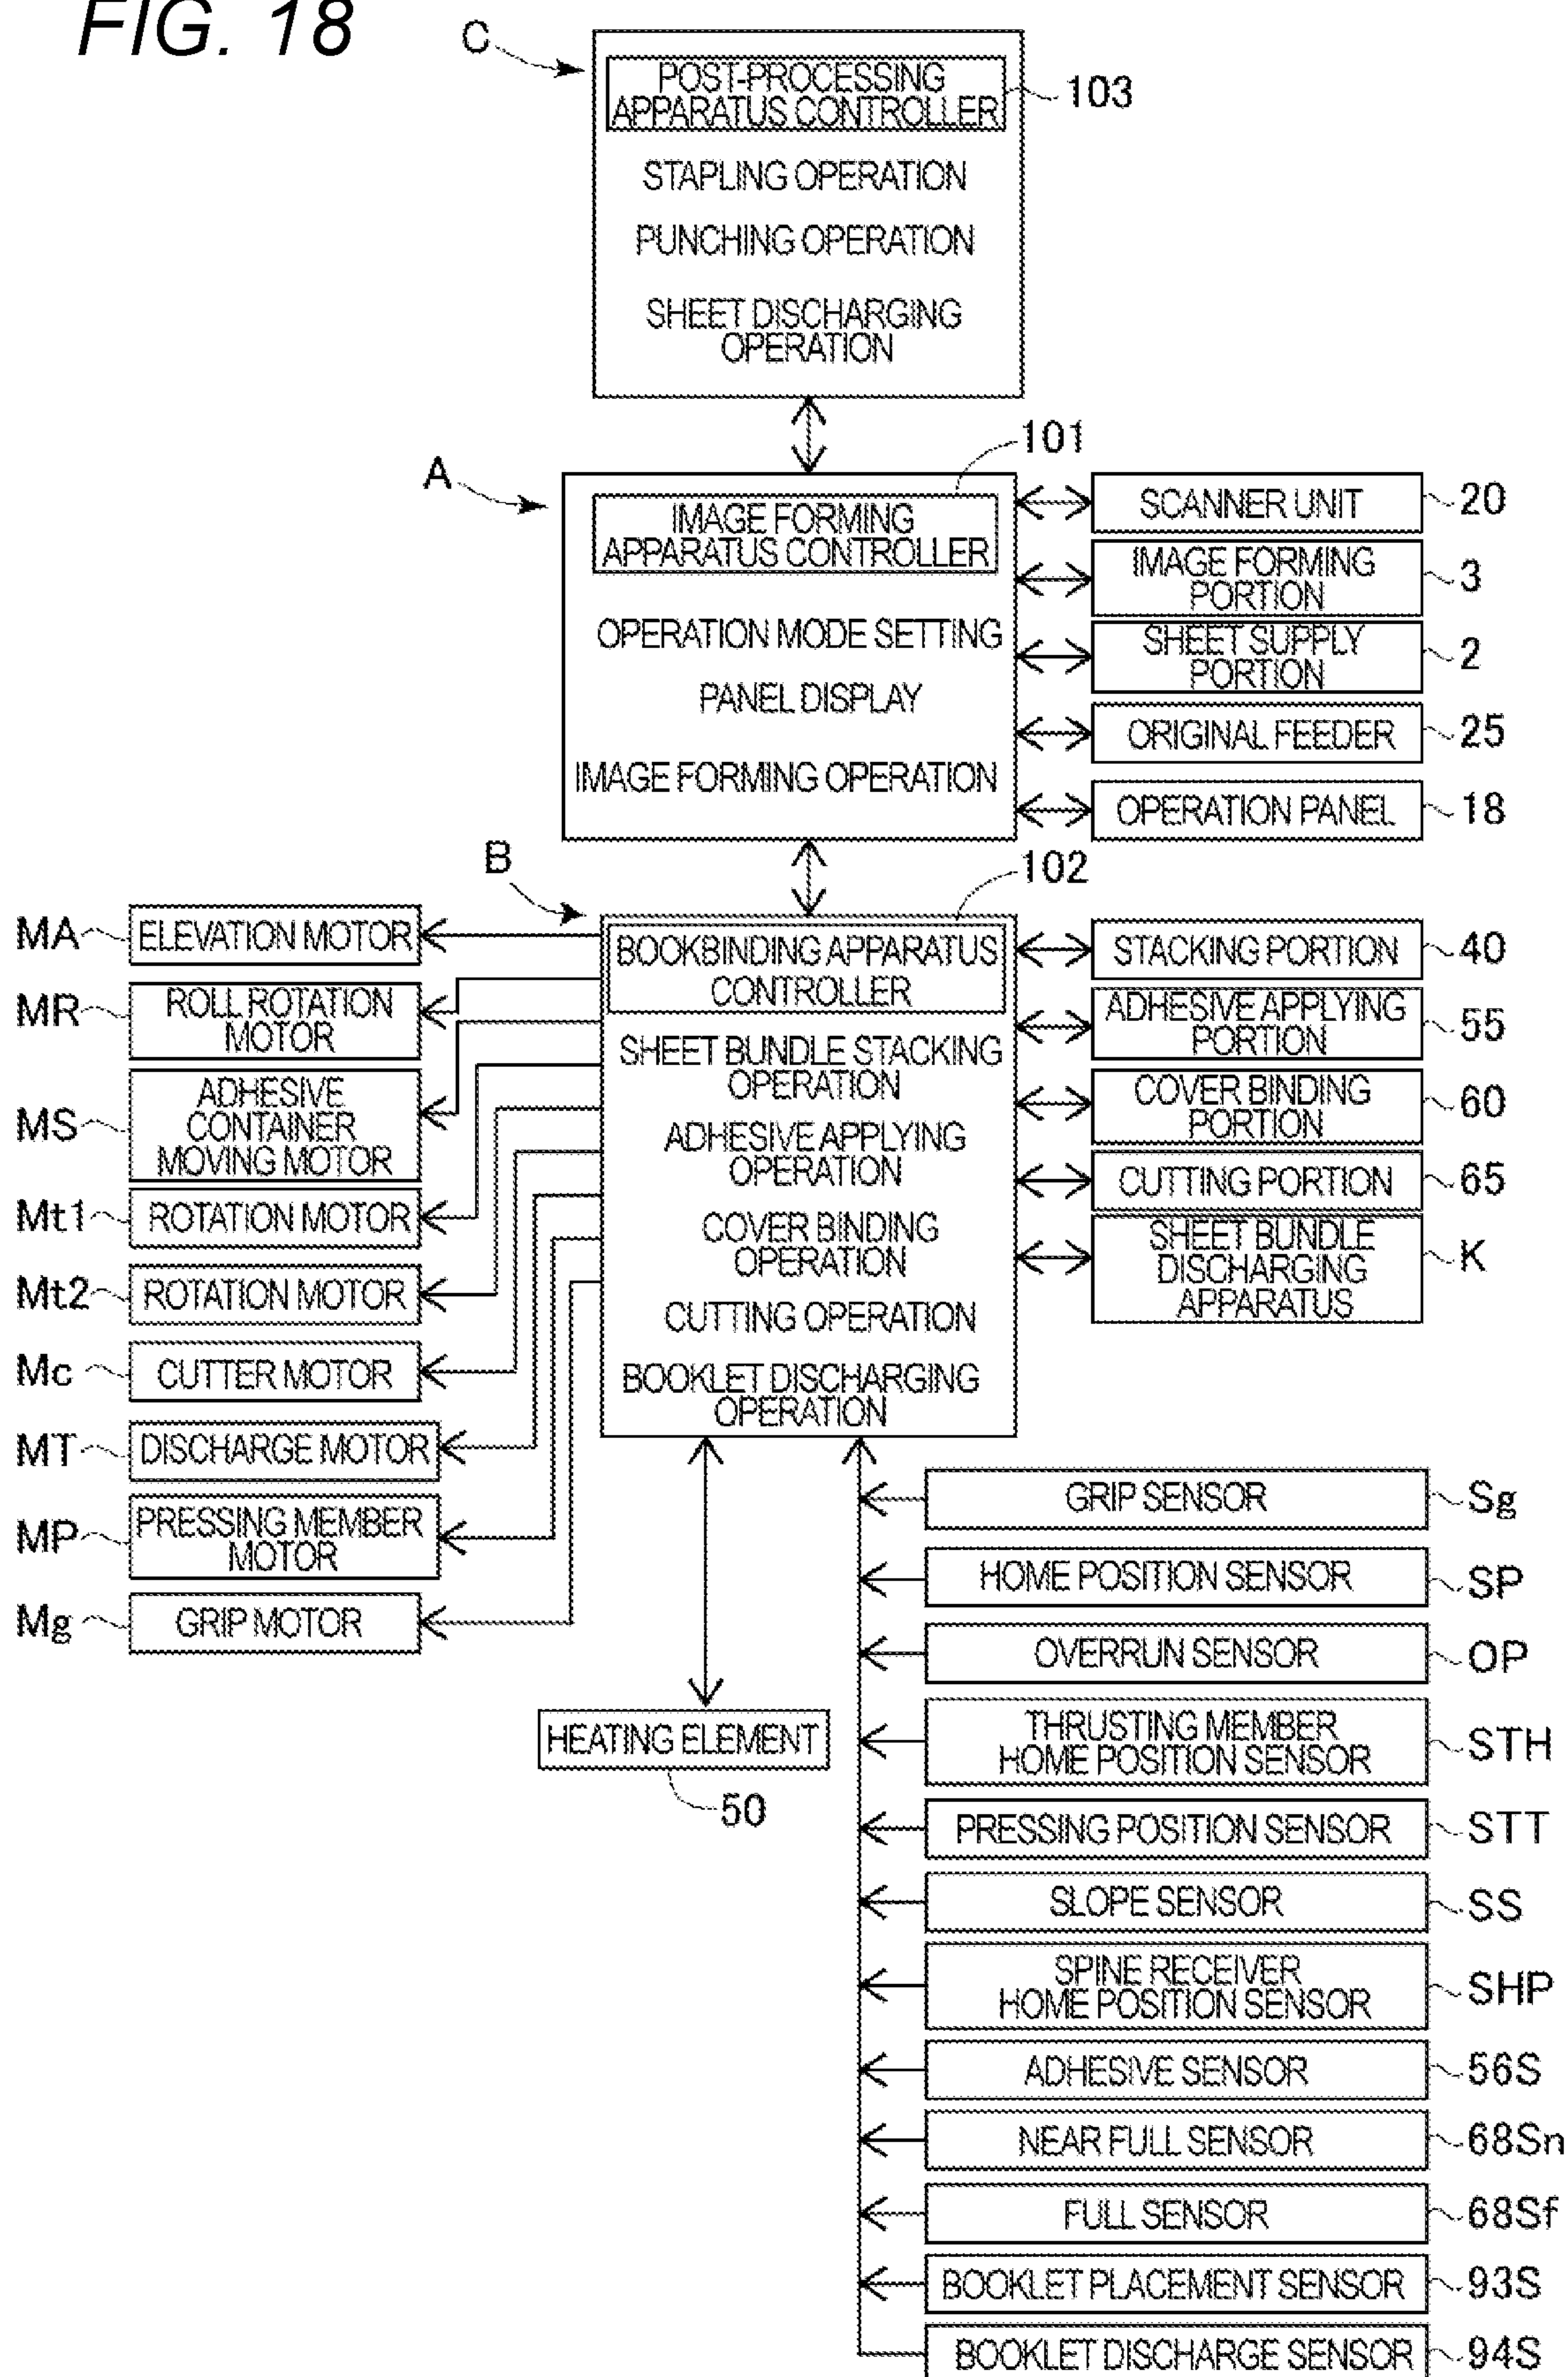 FIG. 18
C
POST-PROCESSING
APPARATUS CONTROLLER
103
STAPLING OPERATION
PUNCHING OPERATION
SHEET DISCHARGING
OPERATION
A
101
IMAGE FORMING
APPARATUS CONTROLLER
OPERATION MODE SETTING
PANEL DISPLAY
IMAGE FORMING OPERATION
SCANNER UNIT
20
IMAGE FORMING
PORTION
3
SHEET SUPPLY
PORTION
2
ORIGINAL FEEDER
25
OPERATION PANEL
18
B
102
BOOKBINDING APPARATUS
CONTROLLER
SHEET BUNDLE STACKING
OPERATION
ADHESIVE APPLYING
OPERATION
COVER BINDING
OPERATION
CUTTING OPERATION
BOOKLET DISCHARGING
OPERATION
MA
ELEVATION MOTOR
MR
ROLL ROTATION
MOTOR
MS
ADHESIVE
CONTAINER
MOVING MOTOR
Mt1
ROTATION MOTOR
Mt2
ROTATION MOTOR
Mc
CUTTER MOTOR
MT
DISCHARGE MOTOR
MP
PRESSING MEMBER
MOTOR
Mg
GRIP MOTOR
STACKING PORTION
40
ADHESIVE APPLYING
PORTION
55
COVER BINDING
PORTION
60
CUTTING PORTION
65
SHEET BUNDLE
DISCHARGING
APPARATUS
K
HEATING ELEMENT
50
GRIP SENSOR
Sg
HOME POSITION SENSOR
SP
OVERRUN SENSOR
OP
THRUSTING MEMBER
HOME POSITION SENSOR
STH
PRESSING POSITION SENSOR
STT
SLOPE SENSOR
SS
SPINE RECEIVER
HOME POSITION SENSOR
SHP
ADHESIVE SENSOR
56S
NEAR FULL SENSOR
68Sn
FULL SENSOR
68Sf
BOOKLET PLACEMENT SENSOR
93S
BOOKLET DISCHARGE SENSOR
94S